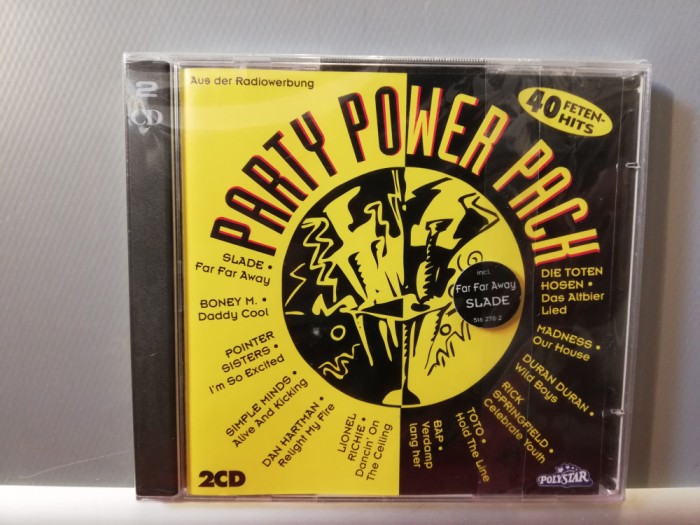 2
CD
Aus der Radiowerbung
PARTY POWER PACK
40 FETEN-
HITS
SLADE •
Far Far Away
BONEY M. •
Daddy Cool
POINTER
SISTERS •
I'm So Excited
SIMPLE MINDS •
Alive And Kicking
DAN HARTMAN •
Relight My Fire
LIONEL
RICHIE •
Dancin' On
The Ceiling
BAP •
Verdamp
lang her
TOTO •
Hold The Line
RICK
SPRINGFIELD •
Celebrate Youth
DURAN DURAN •
Wild Boys
MADNESS •
Our House
DIE TOTEN
HOSEN •
Das Altbier
Lied
incl.
Far Far Away
SLADE
516 278 2
2CD
POLYSTAR